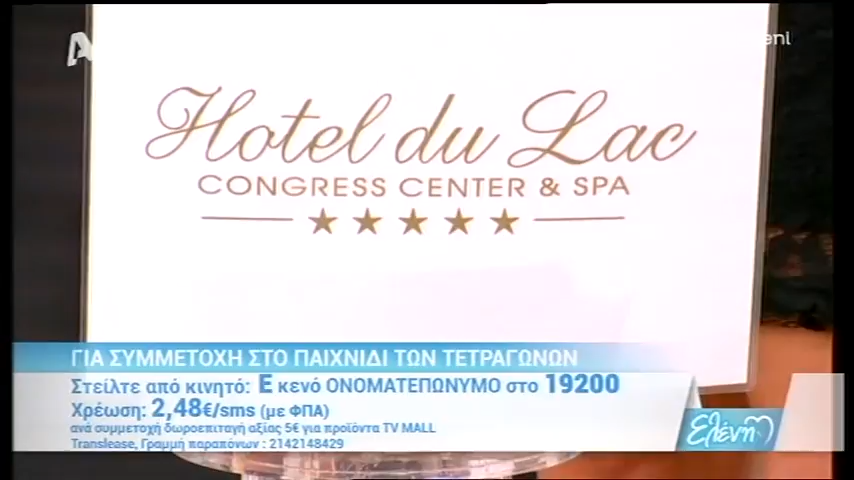 Hotel du Lac
CONGRESS CENTER & SPA
ΓΙΑ ΣΥΜΜΕΤΟΧΗ ΣΤΟ ΠΑΙΧΝΙΔΙ ΤΩΝ ΤΕΤΡΑΓΩΝΩΝ
Στείλτε από κινητό: Ε κενό ΟΝΟΜΑΤΕΠΩΝΥΜΟ στο 19200
Χρέωση: 2,48€/sms (με ΦΠΑ)
ανά συμμετοχή δωροεπιταγή αξίας 5€ για προϊόντα TV MALL
Translease, Γραμμή παραπόνων : 2142148429
Ελένη